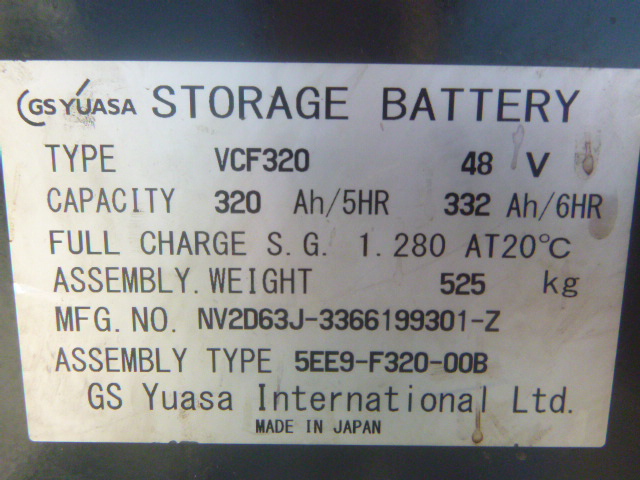 GS YUASA STORAGE BATTERY
TYPE VCF320 48 V
CAPACITY 320 Ah/5HR 332 Ah/6HR
FULL CHARGE S.G. 1.280 AT20℃
ASSEMBLY.WEIGHT 525 kg
MFG.NO. NV2D63J-3366199301-Z
ASSEMBLY TYPE 5EE9-F320-00B
GS Yuasa International Ltd.
MADE IN JAPAN